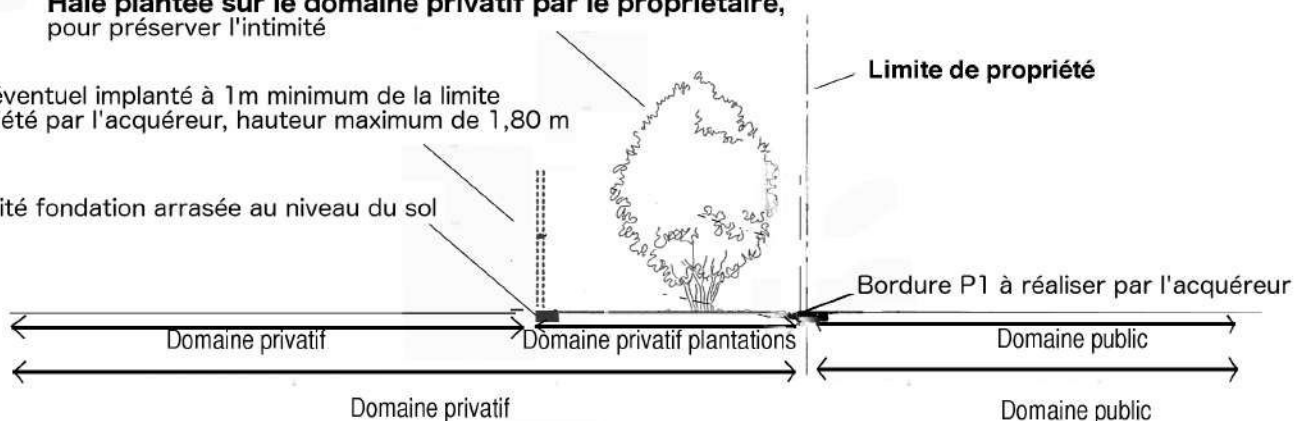 Haie plantée sur le domaine privatif par le propriétaire,
pour préserver l'intimité
Limite de propriété
éventuel implanté à 1m minimum de la limite
été par l'acquéreur, hauteur maximum de 1,80 m
ité fondation arrasée au niveau du sol
Bordure P1 à réaliser par l'acquéreur
Domaine privatif
Domaine privatif plantations
Domaine public
Domaine privatif
Domaine public